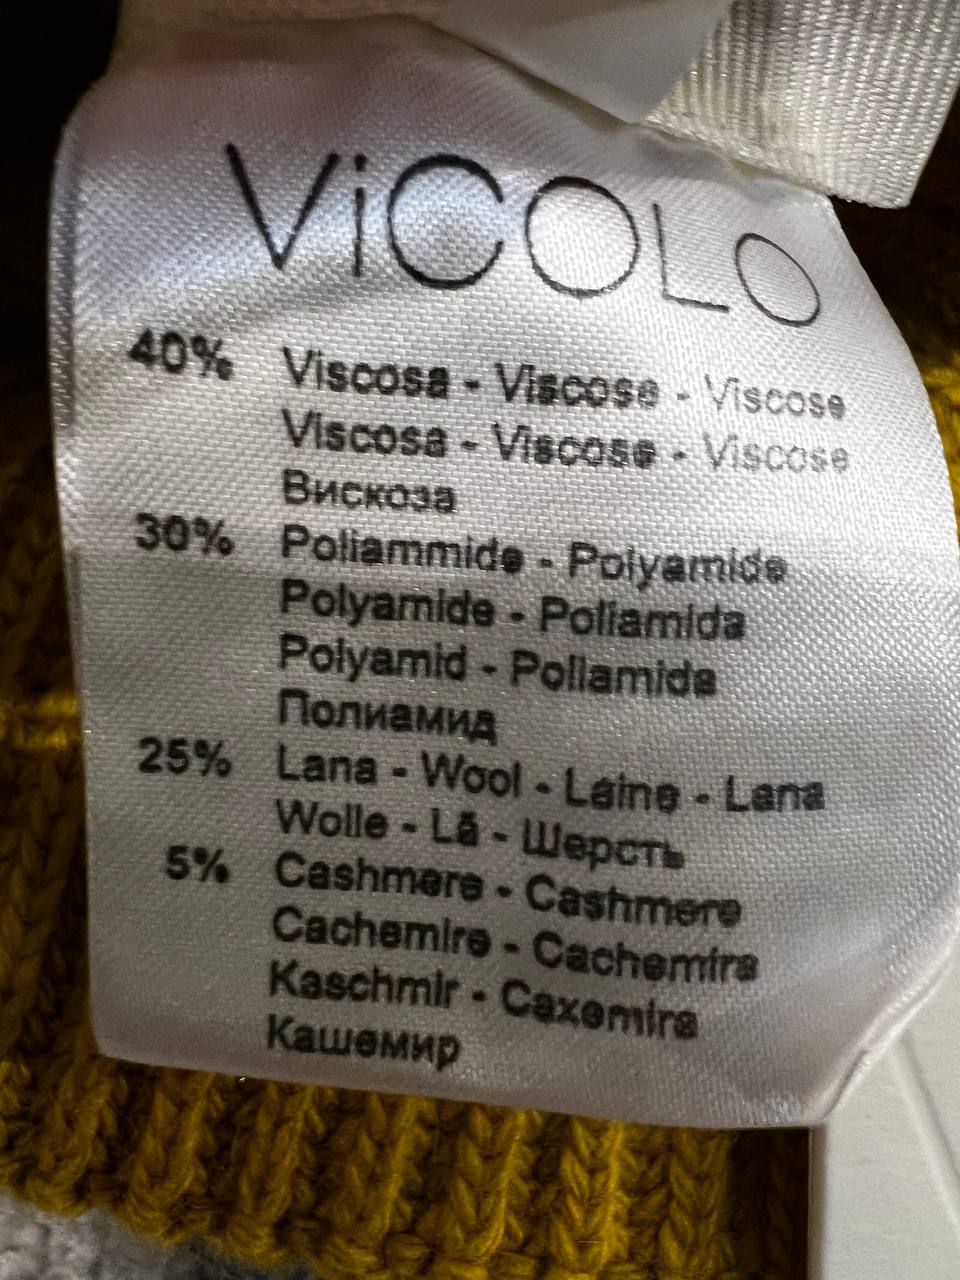 ViCOLO
40% Viscosa - Viscose - Viscose
Viscosa - Viscose - Viscose
Вискоза
30% Poliammide - Polyamide
Polyamide - Poliamida
Polyamid - Poliamide
Полиамид
25% Lana - Wool - Laine - Lana
Wolle - Lã - Шерсть
5% Cashmere - Cashmere
Cachemire - Cachemira
Kaschmir - Caxemira
Кашемир